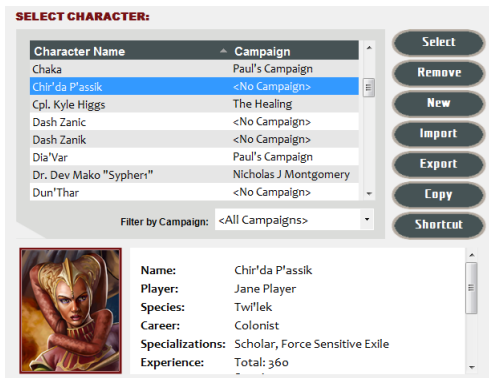 SELECT CHARACTER:
Character Name Campaign
Chaka Paul's Campaign
Chir'da P'assik <No Campaign>
Cpl. Kyle Higgs The Healing
Dash Zanic <No Campaign>
Dash Zanik <No Campaign>
Dia'Var Paul's Campaign
Dr. Dev Mako "Sypher1" Nicholas J Montgomery
Dun'Thar <No Campaign>
Filter by Campaign: <All Campaigns>
Select
Remove
New
Import
Export
Copy
Shortcut
Name: Chir'da P'assik
Player: Jane Player
Species: Twi'lek
Career: Colonist
Specializations: Scholar, Force Sensitive Exile
Experience: Total: 360